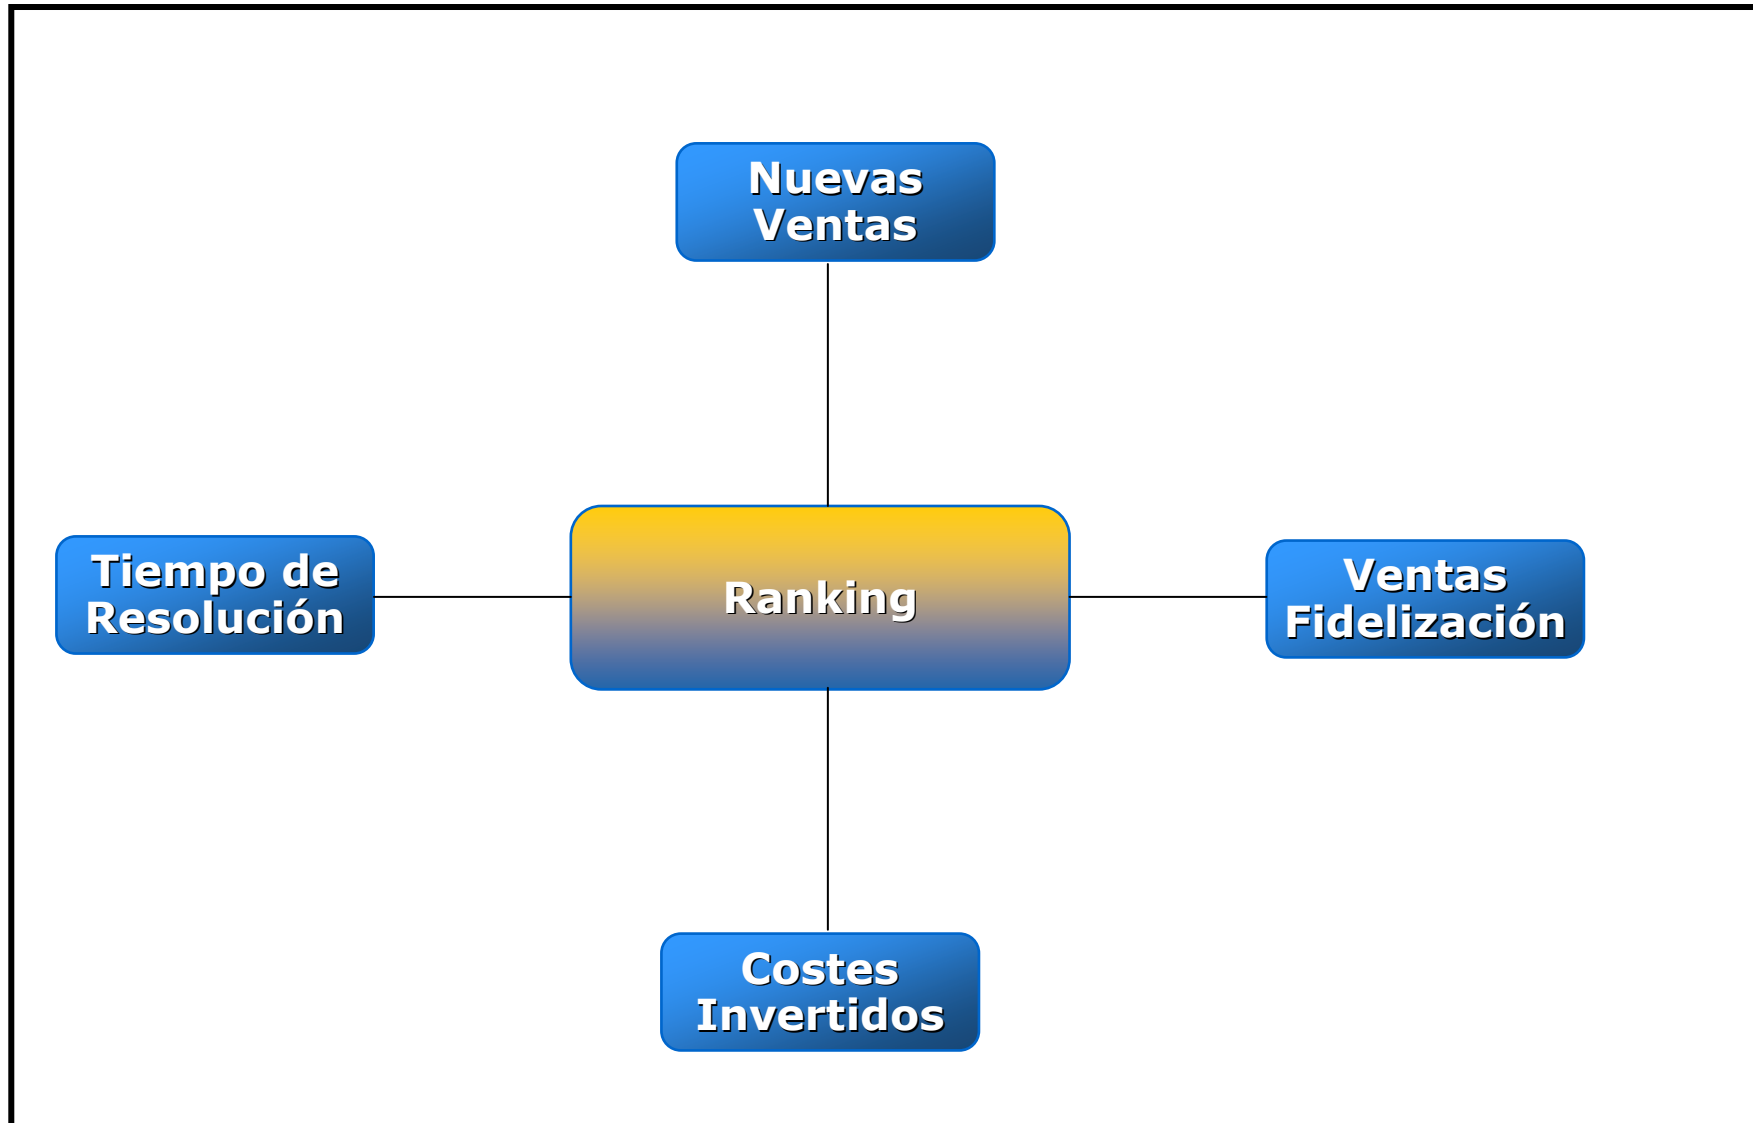 Nuevas
Ventas
Tiempo de
Resolución
Ranking
Ventas
Fidelización
Costes
Invertidos